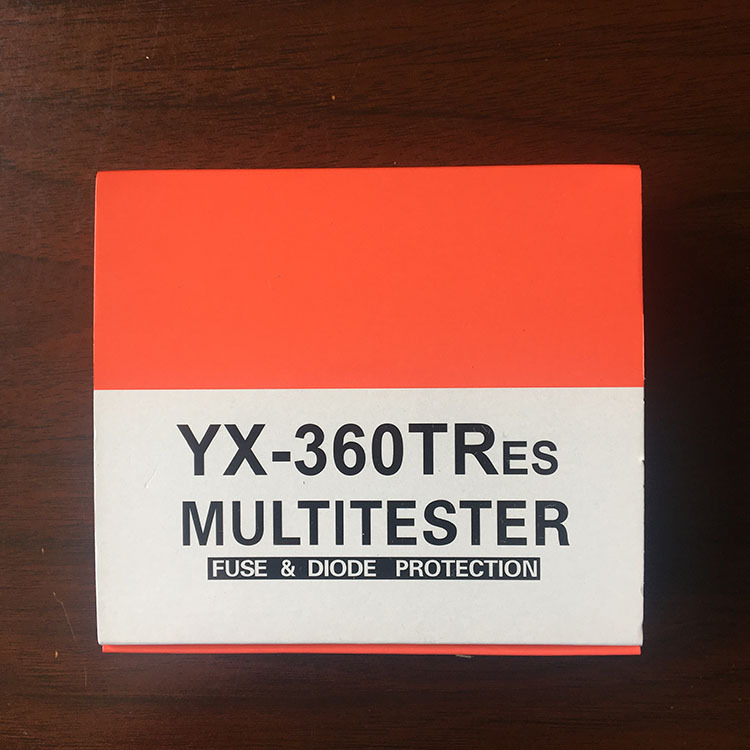 YX-360TRES
MULTITESTER
FUSE & DIODE PROTECTION